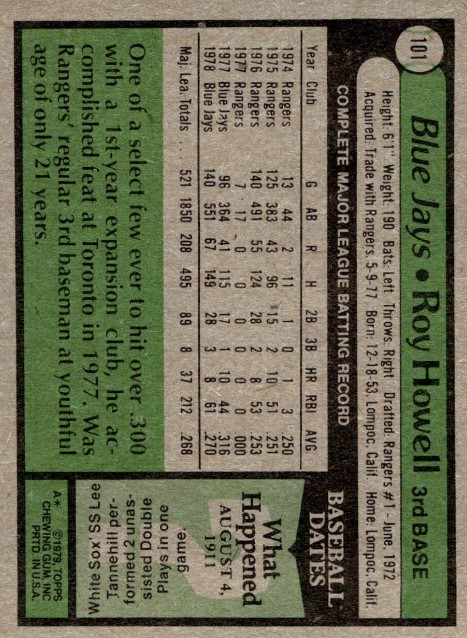 101
Blue Jays • Roy Howell 3rd BASE
Height: 6'1" Weight: 190 Bats: Left Throws: Right Drafted: Rangers #1 - June, 1972
Acquired: Trade with Rangers, 5-9-77 Born: 12-18-53, Lompoc, Calif. Home: Lompoc, Calif.
COMPLETE MAJOR LEAGUE BATTING RECORD
Year Club G AB R H 2B 3B HR RBI AVG
1974 Rangers 13 44 2 11 1 0 1 3 .250
1975 Rangers 125 383 43 96 15 2 10 51 .251
1976 Rangers 140 491 55 124 28 2 8 53 .253
1977 Rangers 7 17 0 0 0 0 0 0 .000
1977 Blue Jays 96 364 41 115 17 1 10 44 .316
1978 Blue Jays 140 551 67 149 28 3 8 61 .270
Maj. Lea. Totals . . . 521 1850 208 495 89 8 37 212 .268
One of a select few ever to hit over .300
with a 1st-year expansion club, he ac
complished feat at Toronto in 1977. Was
Rangers' regular 3rd baseman at youthful
age of only 21 years.
BASEBALL
DATES
What
Happened
AUGUST 4,
1911
White Sox' SS Lee
Tannehill per-
formed 2 unas-
sisted Double
Plays in one
game.
A* ©1979, TOPPS
CHEWING GUM, INC
PRTD. IN U.S.A.